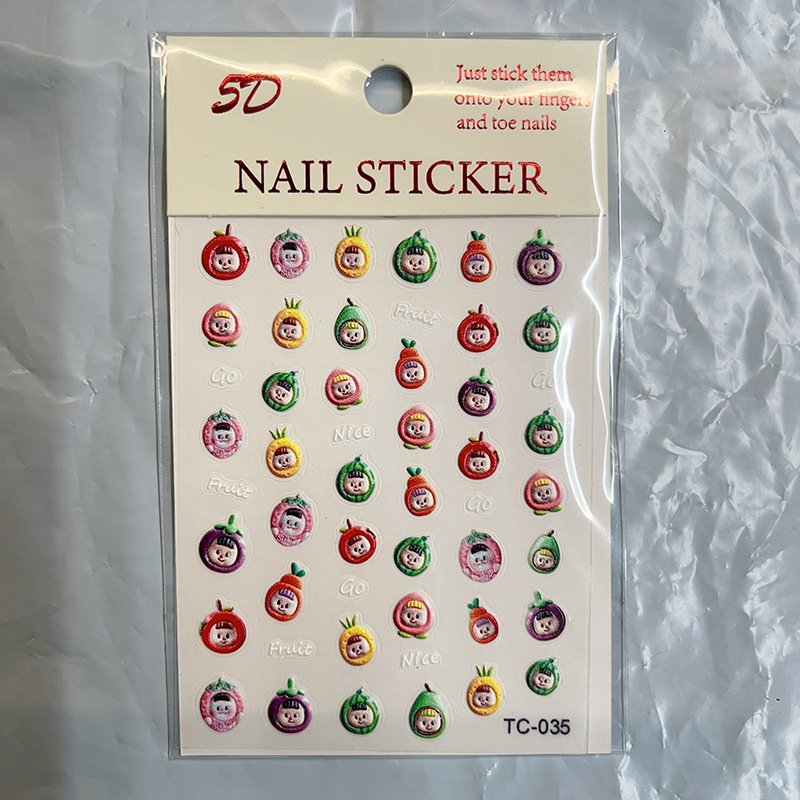 5D
Just stick them
onto your fingers
and toe nails
NAIL STICKER
Fruit
Go
Go
Nice
Fruit
Go
Go
Fruit
Nice
TC-035